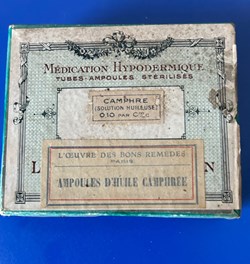 MÉDICATION HYPODERMIQUE
TUBES-AMPOULES STÉRILISÉS
CAMPHRE
(SOLUTION HUILEUSE)
0,10 PAR CM3
L'ŒUVRE DES BONS REMÈDES
PARIS
AMPOULES D'HUILE CAMPHRÉE